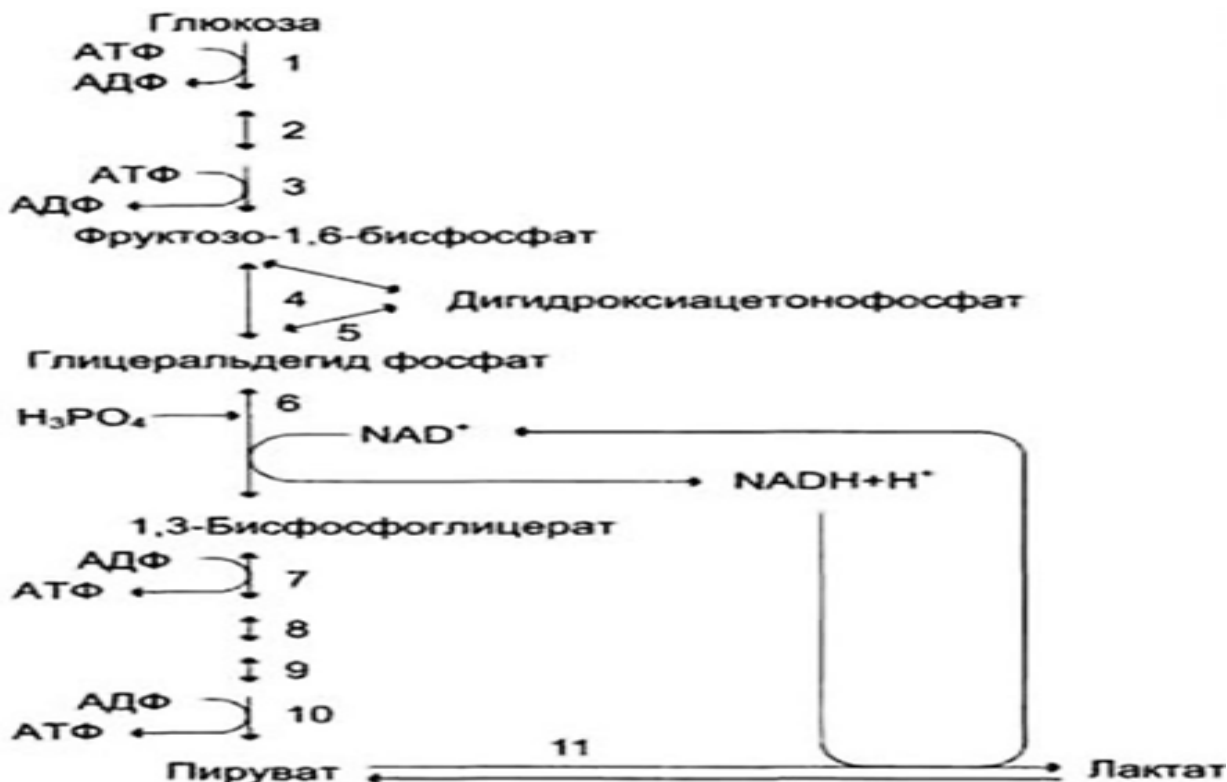 Глюкоза
АТФ
АДФ
1
2
АТФ
АДФ
3
Фруктозо-1,6-бисфосфат
4
Дигидроксиацетонофосфат
5
Глицеральдегид фосфат
6
H₃PO₄
NAD⁺
NADH+H⁺
1,3-Бисфосфоглицерат
АДФ
АТФ
7
8
9
АДФ
АТФ
10
11
Пируват
Лактат